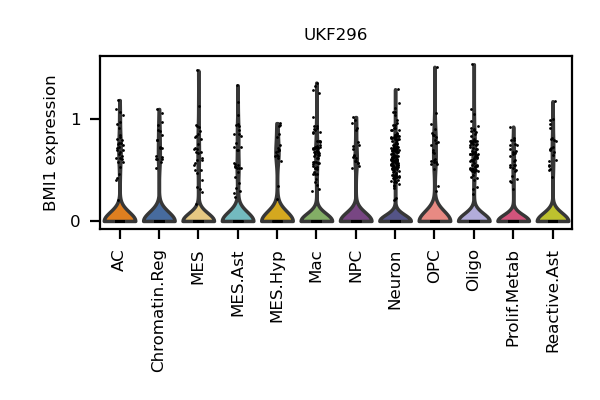 UKF296
BMI1 expression
1
0
AC
Chromatin.Reg
MES
MES.Ast
MES.Hyp
Mac
NPC
Neuron
OPC
Oligo
Prolif.Metab
Reactive.Ast